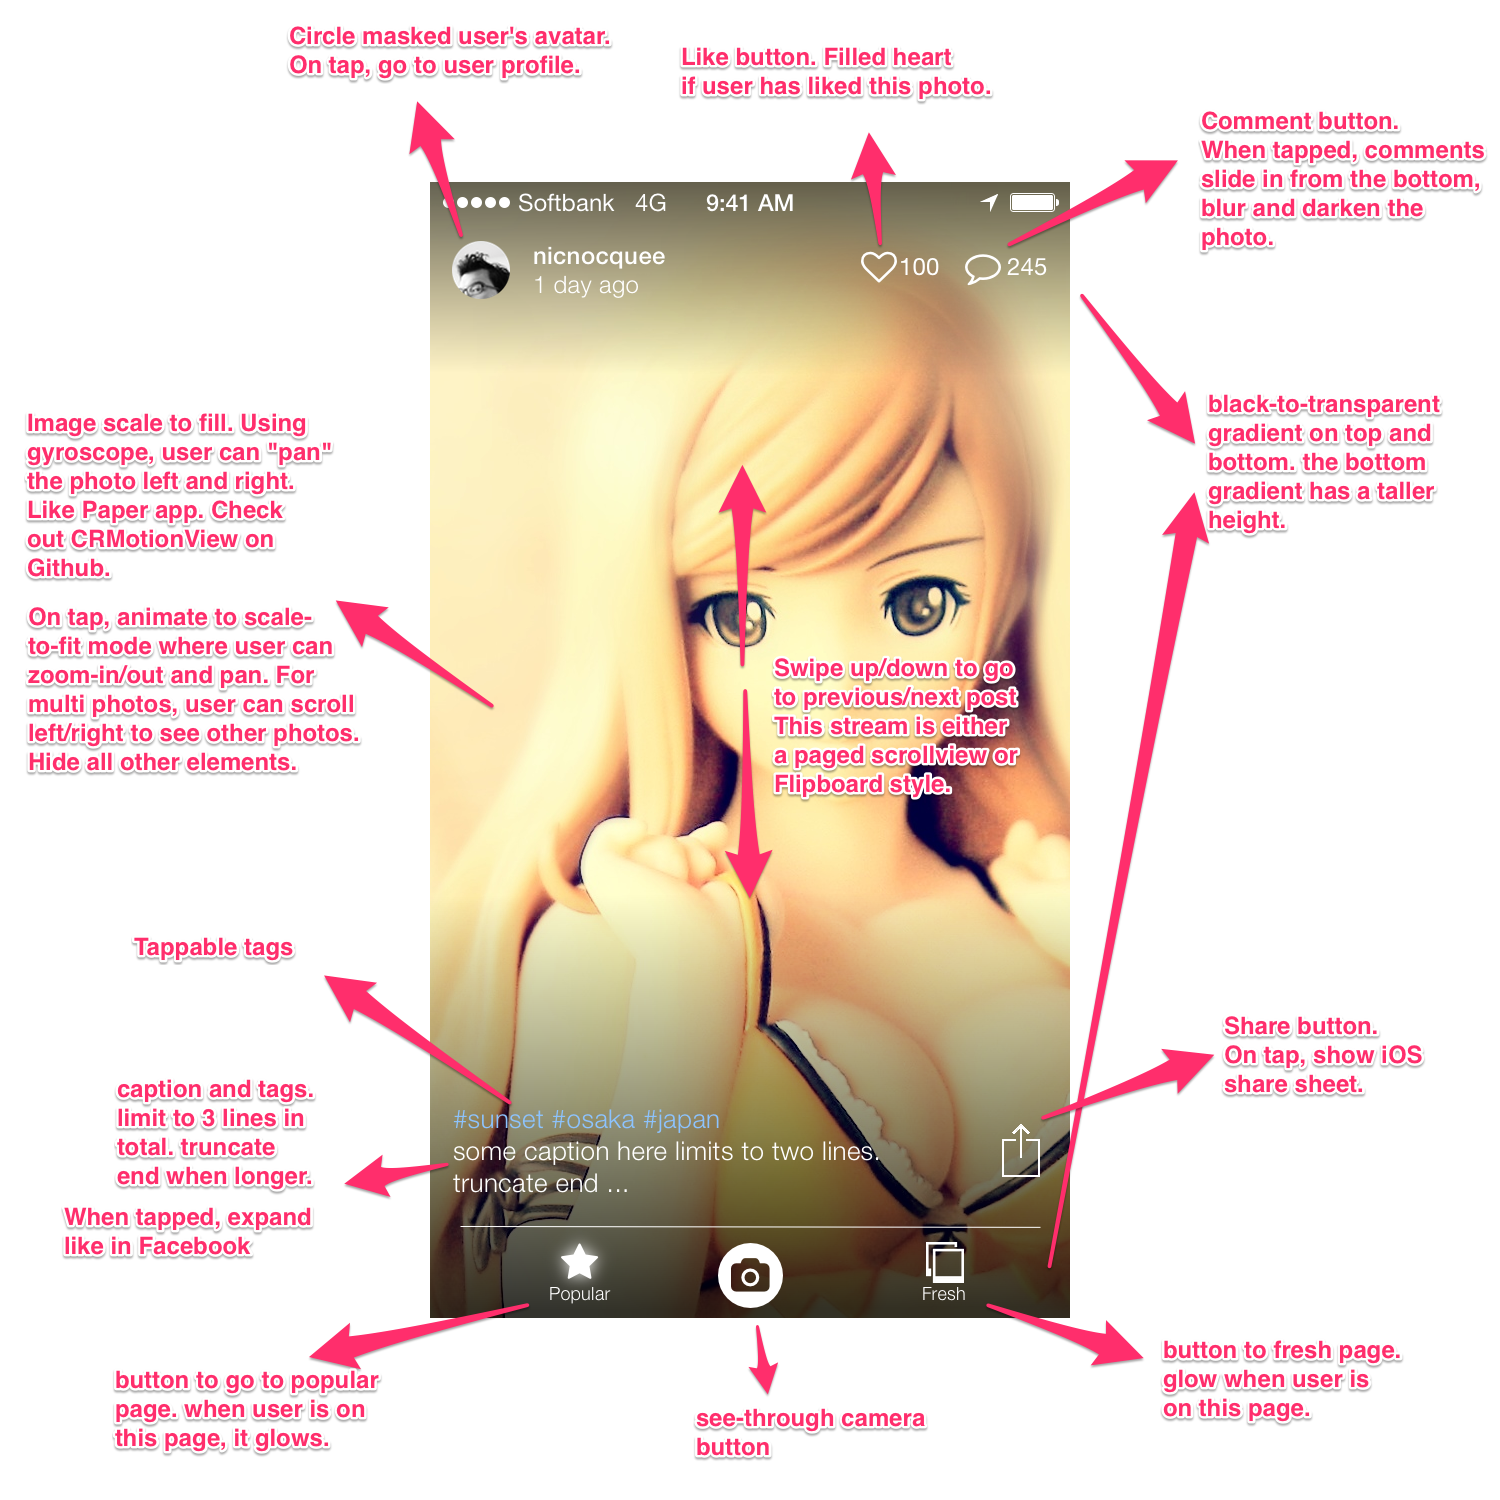 Circle masked user's avatar.
On tap, go to user profile.
Like button. Filled heart
if user has liked this photo.
Comment button.
When tapped, comments
slide in from the bottom,
blur and darken the
photo.
Softbank 4G 9:41 AM
nicnocquee
1 day ago
100
245
black-to-transparent
gradient on top and
bottom. the bottom
gradient has a taller
height.
Image scale to fill. Using
gyroscope, user can "pan"
the photo left and right.
Like Paper app. Check
out CRMotionView on
Github.
On tap, animate to scale-
to-fit mode where user can
zoom-in/out and pan. For
multi photos, user can scroll
left/right to see other photos.
Hide all other elements.
Swipe up/down to go
to previous/next post
This stream is either
a paged scrollview or
Flipboard style.
Tappable tags
caption and tags.
limit to 3 lines in
total. truncate
end when longer.
When tapped, expand
like in Facebook
Share button.
On tap, show iOS
share sheet.
#sunset #osaka #japan
some caption here limits to two lines.
truncate end ...
Popular
Fresh
button to go to popular
page. when user is on
this page, it glows.
see-through camera
button
button to fresh page.
glow when user is
on this page.